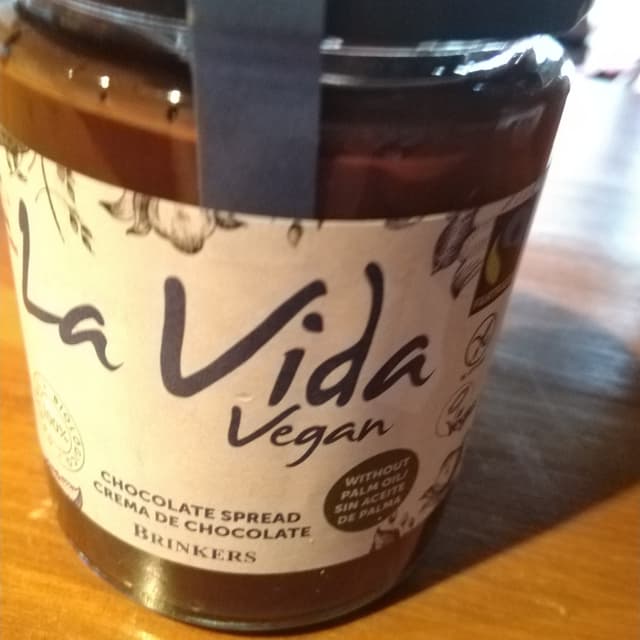 La Vida
Vegan
CHOCOLATE SPREAD
CREMA DE CHOCOLATE
BRINKERS
WITHOUT
PALM OIL/
SIN ACEITE
DE PALMA